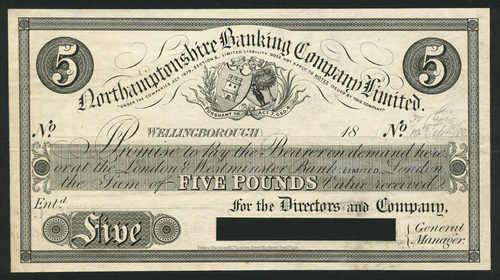 5 Northamptonshire Banking Company Limited. 5
"UNDER THE COMPANIES ACT, 1879, SECTION 6, LIMITED LIABILITY DOES NOT APPLY TO NOTES ISSUED BY THIS COMPANY."
PURSUANT TO ACT 7 GEO. 4
No WELLINGBOROUGH 18 No
I Promise to Pay the Bearer on demand here,
or at the London & Westminster Bank LIMITED, London
the Sum of FIVE POUNDS Value received.
Ent.d For the Directors and Company,
Five
General
Manager.